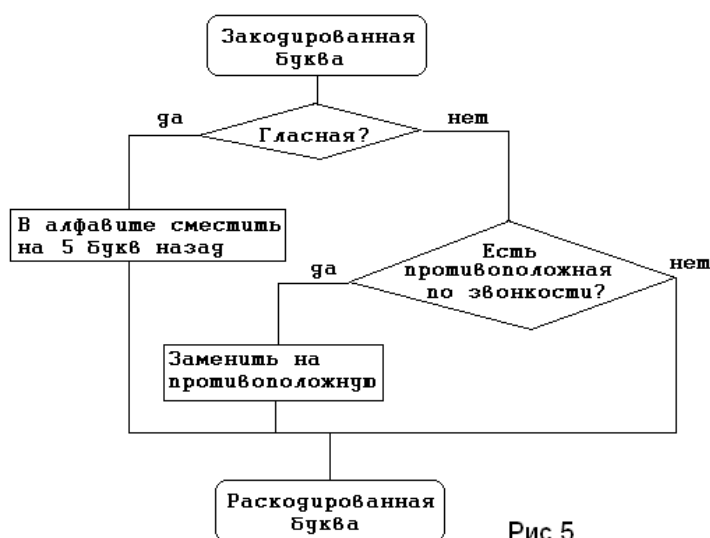 Закодированная
буква
да
Гласная?
нет
В алфавите сместить
на 5 букв назад
да
Есть
противоположная
по звонкости?
нет
Заменить на
противоположную
Раскодированная
буква
Рис 5